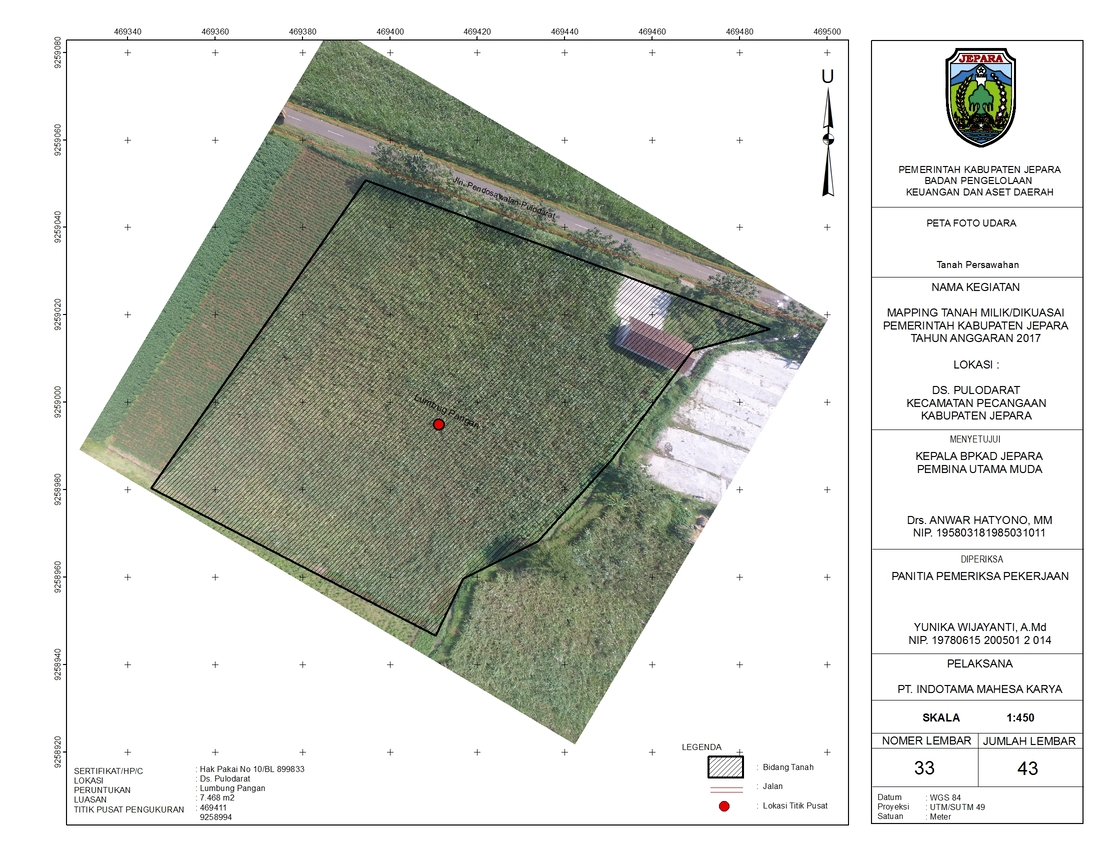 469340
469360
469380
469400
469420
469440
469460
469480
469500
9259080
9259060
9259040
9259020
9259000
9258980
9258960
9258940
9258920
U
Jln. Pendosawalan-Pulodarat
Lumbung Pangan
SERTIFIKAT/HP/C : Hak Pakai No 10/BL 899833
LOKASI : Ds. Pulodarat
PERUNTUKAN : Lumbung Pangan
LUASAN : 7.468 m2
TITIK PUSAT PENGUKURAN : 469411
9258994
LEGENDA
: Bidang Tanah
: Jalan
: Lokasi Titik Pusat
JEPARA
PEMERINTAH KABUPATEN JEPARA
BADAN PENGELOLAAN
KEUANGAN DAN ASET DAERAH
PETA FOTO UDARA
Tanah Persawahan
NAMA KEGIATAN
MAPPING TANAH MILIK/DIKUASAI
PEMERINTAH KABUPATEN JEPARA
TAHUN ANGGARAN 2017
LOKASI :
DS. PULODARAT
KECAMATAN PECANGAAN
KABUPATEN JEPARA
MENYETUJUI
KEPALA BPKAD JEPARA
PEMBINA UTAMA MUDA
Drs. ANWAR HATYONO, MM
NIP. 195803181985031011
DIPERIKSA
PANITIA PEMERIKSA PEKERJAAN
YUNIKA WIJAYANTI, A.Md
NIP. 19780615 200501 2 014
PELAKSANA
PT. INDOTAMA MAHESA KARYA
SKALA 1:450
NOMER LEMBAR JUMLAH LEMBAR
33 43
Datum : WGS 84
Proyeksi : UTM/SUTM 49
Satuan : Meter